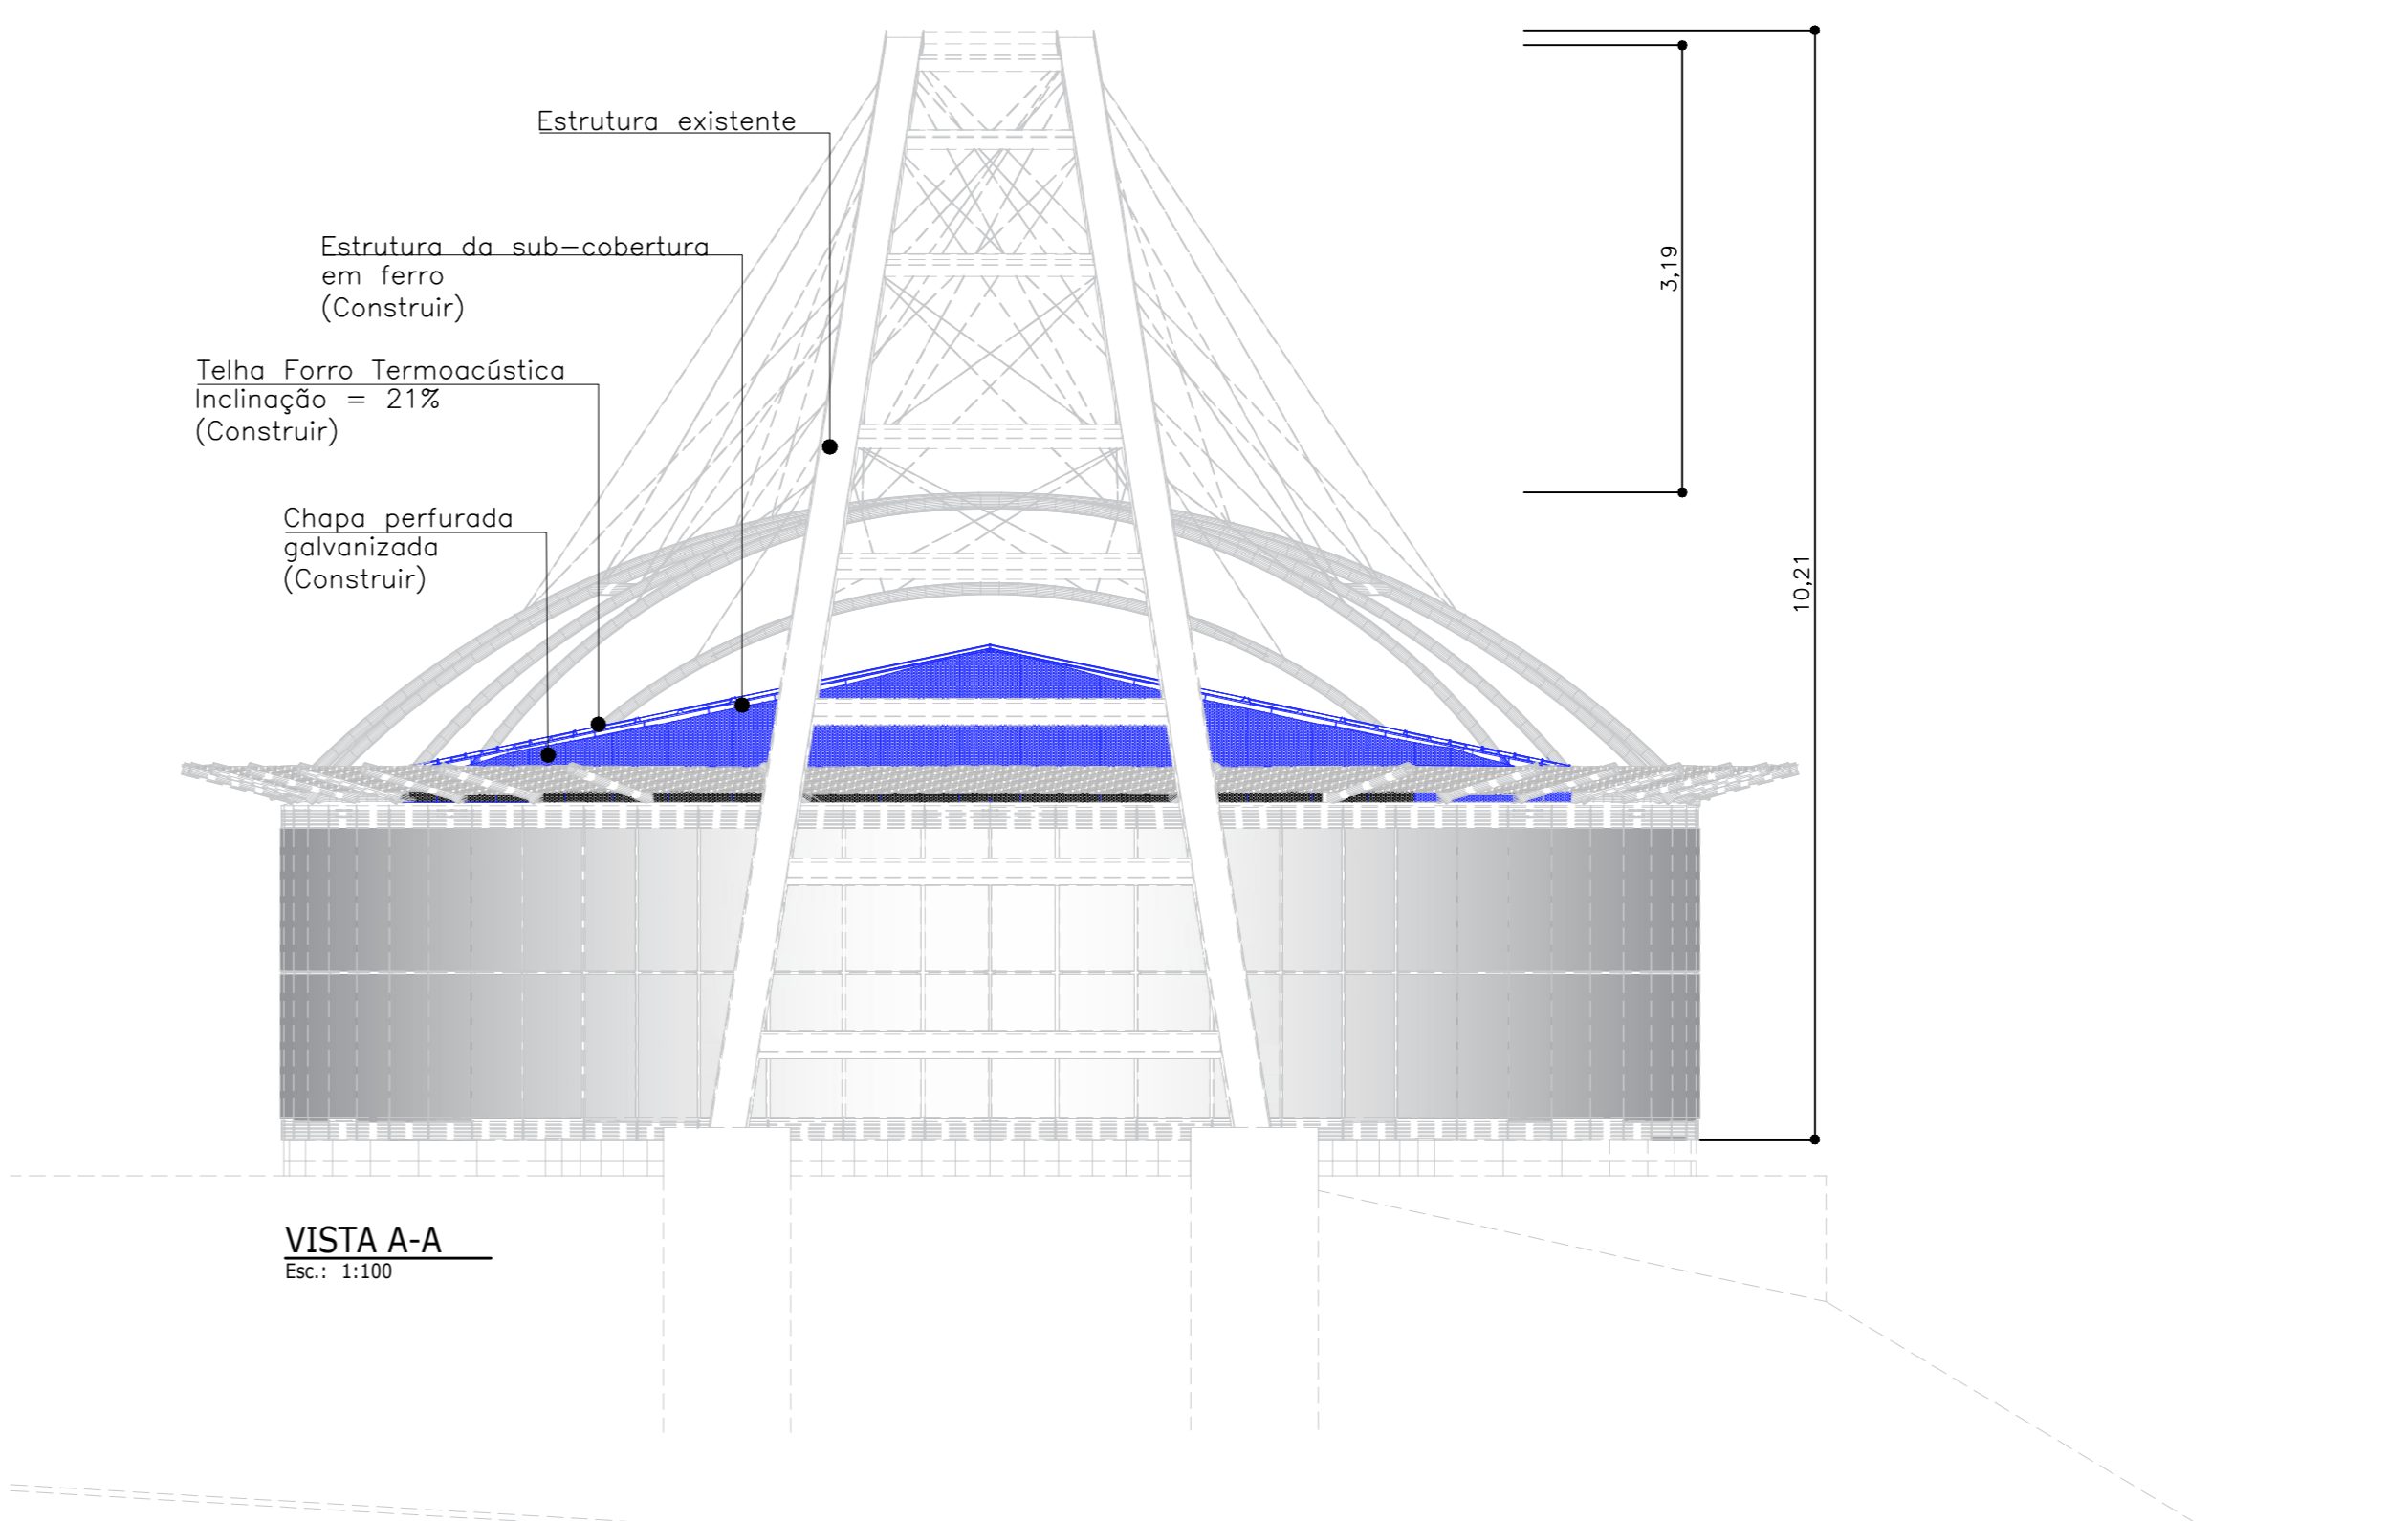 Estrutura existente
Estrutura da sub-cobertura
em ferro
(Construir)
Telha Forro Termoacústica
Inclinação = 21%
(Construir)
Chapa perfurada
galvanizada
(Construir)
3,19
10,21
VISTA A-A
Esc.: 1:100